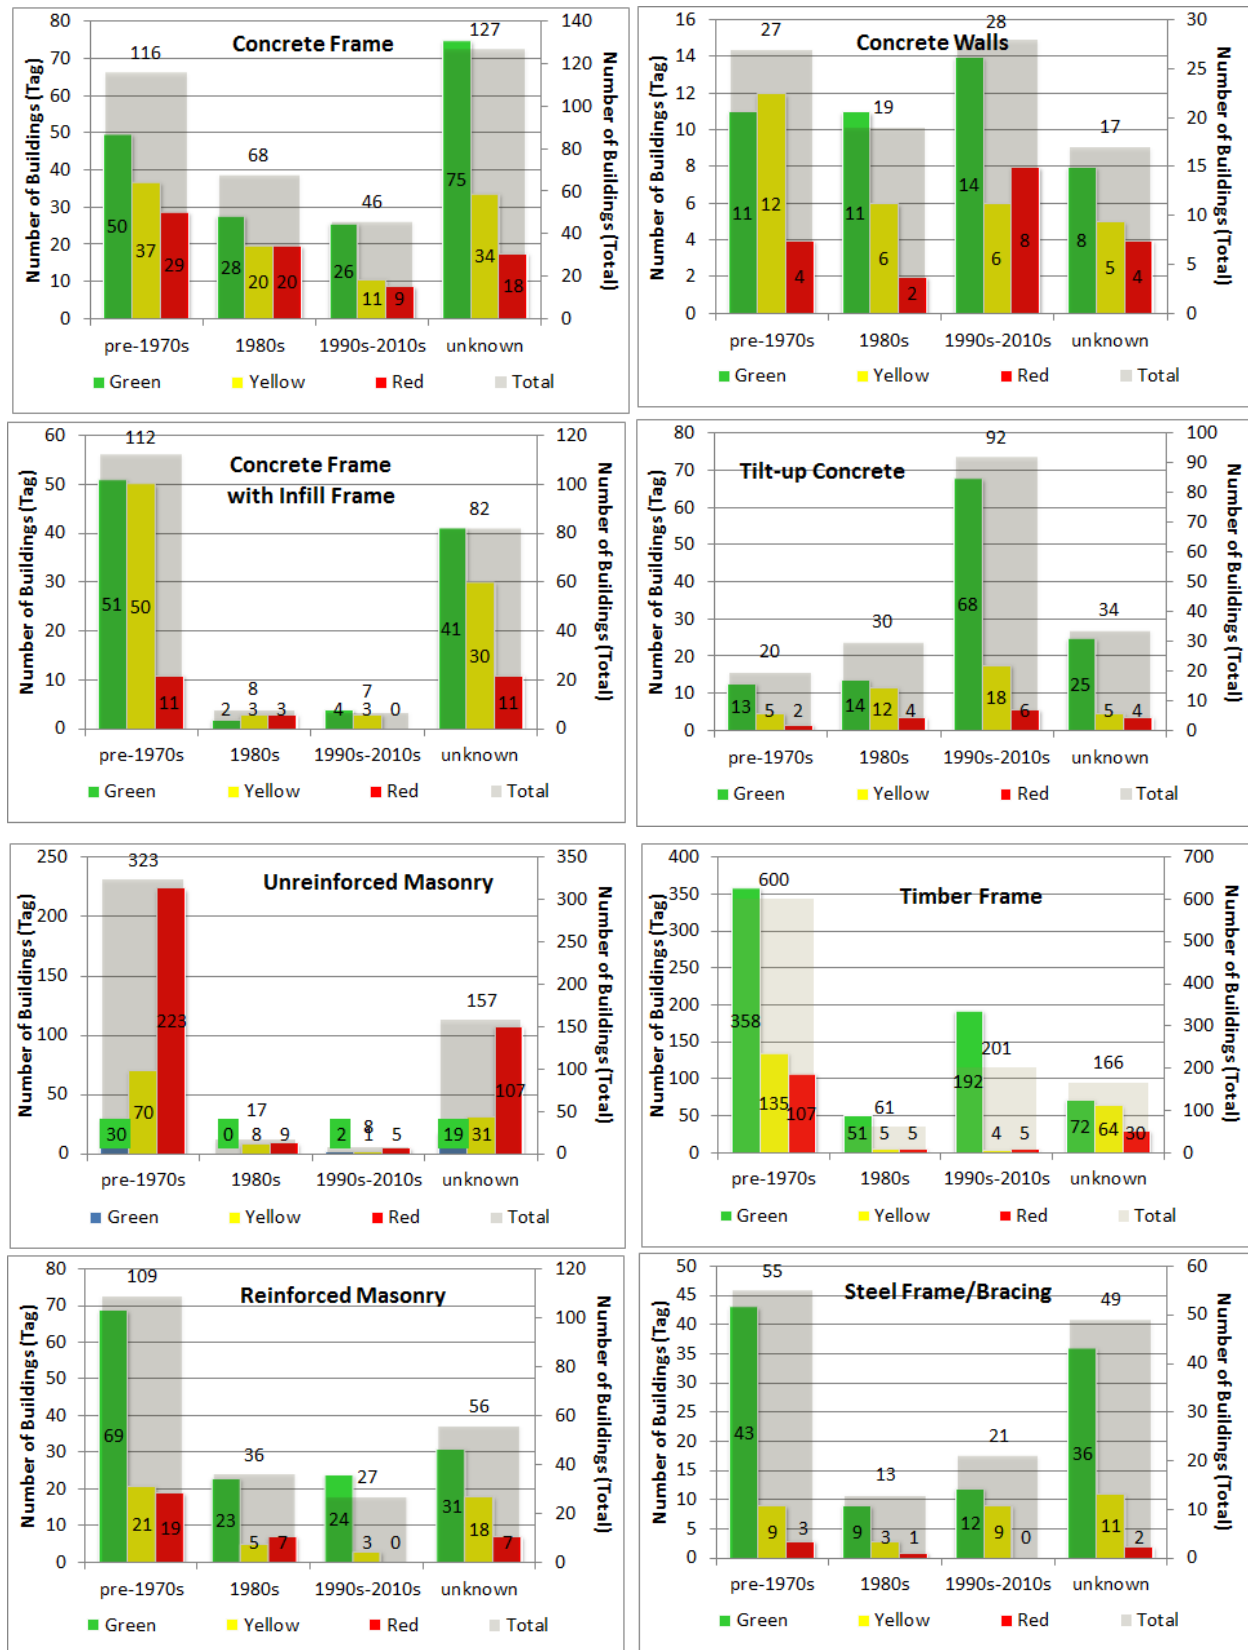 Concrete Frame
Number of Buildings (Tag)
Number of Buildings (Total)
80 70 60 50 40 30 20 10 0
140 120 100 80 60 40 20 0
116 68 46 127
50 37 29 28 20 20 26 11 9 75 34 18
pre-1970s 1980s 1990s-2010s unknown
Green Yellow Red Total
Concrete Walls
Number of Buildings (Tag)
Number of Buildings (Total)
16 14 12 10 8 6 4 2 0
30 25 20 15 10 5 0
27 19 28 17
11 12 4 11 6 2 14 6 8 8 5 4
pre-1970s 1980s 1990s-2010s unknown
Green Yellow Red Total
Concrete Frame
with Infill Frame
Number of Buildings (Tag)
Number of Buildings (Total)
60 50 40 30 20 10 0
120 100 80 60 40 20 0
112 8 7 82
51 50 11 2 3 3 4 3 0 41 30 11
pre-1970s 1980s 1990s-2010s unknown
Green Yellow Red Total
Tilt-up Concrete
Number of Buildings (Tag)
Number of Buildings (Total)
80 70 60 50 40 30 20 10 0
100 90 80 70 60 50 40 30 20 10 0
20 30 92 34
13 5 2 14 12 4 68 18 6 25 5 4
pre-1970s 1980s 1990s-2010s unknown
Green Yellow Red Total
Unreinforced Masonry
Number of Buildings (Tag)
Number of Buildings (Total)
250 200 150 100 50 0
350 300 250 200 150 100 50 0
323 17 8 157
30 70 223 0 8 9 2 1 5 19 31 107
pre-1970s 1980s 1990s-2010s unknown
Green Yellow Red Total
Timber Frame
Number of Buildings (Tag)
Number of Buildings (Total)
400 350 300 250 200 150 100 50 0
700 600 500 400 300 200 100 0
600 61 201 166
358 135 107 51 5 5 192 4 5 72 64 30
pre-1970s 1980s 1990s-2010s unknown
Green Yellow Red Total
Reinforced Masonry
Number of Buildings (Tag)
Number of Buildings (Total)
80 70 60 50 40 30 20 10 0
120 100 80 60 40 20 0
109 36 27 56
69 21 19 23 5 7 24 3 0 31 18 7
pre-1970s 1980s 1990s-2010s unknown
Green Yellow Red Total
Steel Frame/Bracing
Number of Buildings (Tag)
Number of Buildings (Total)
50 45 40 35 30 25 20 15 10 5 0
60 50 40 30 20 10 0
55 13 21 49
43 9 3 9 3 1 12 9 0 36 11 2
pre-1970s 1980s 1990s-2010s unknown
Green Yellow Red Total